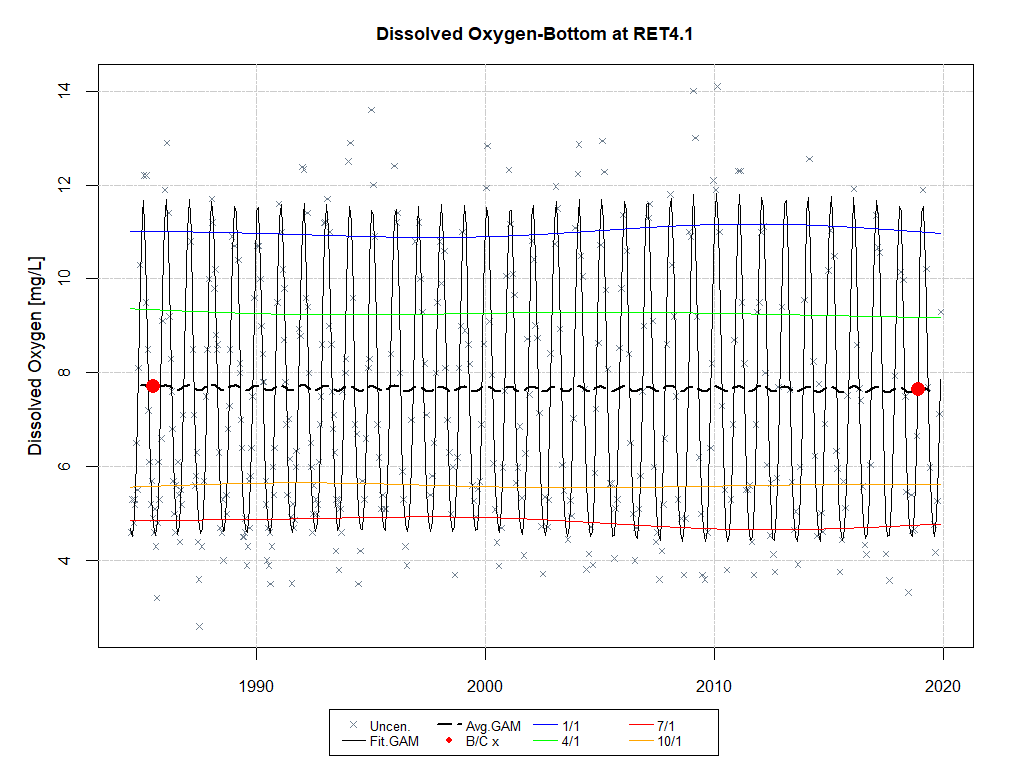 Dissolved Oxygen-Bottom at RET4.1
Dissolved Oxygen [mg/L]
14
12
10
8
6
4
1990 2000 2010 2020
Uncen. Avg.GAM 1/1 7/1
Fit.GAM B/C x 4/1 10/1